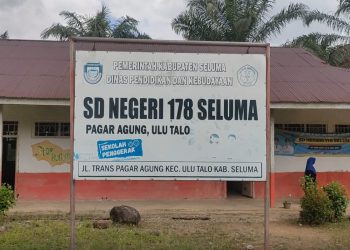 PEMERINTAH KABUPATEN SELUMA
DINAS PENDIDIKAN DAN KEBUDAYAAN
SD NEGERI 178 SELUMA
PAGAR AGUNG, ULU TALO
SEKOLAH PENGGERAK
JL. TRANS PAGAR AGUNG KEC. ULU TALO KAB. SELUMA